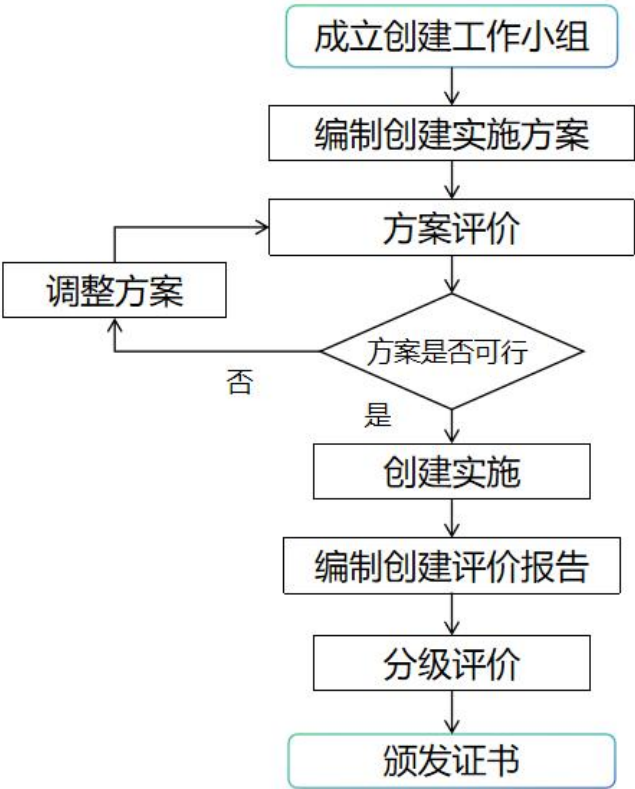 成立创建工作小组
编制创建实施方案
方案评价
调整方案
方案是否可行
否
是
创建实施
编制创建评价报告
分级评价
颁发证书